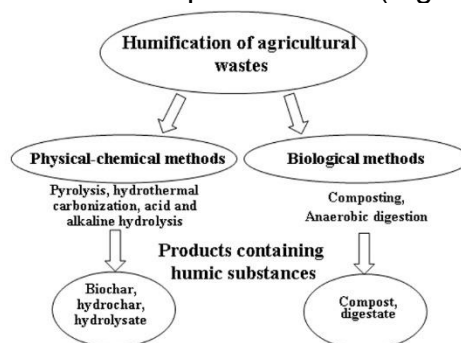 Humification of agricultural
wastes
Physical-chemical methods
Biological methods
Pyrolysis, hydrothermal
carbonization, acid and
alkaline hydrolysis
Composting,
Anaerobic digestion
Products containing
humic substances
Biochar,
hydrochar,
hydrolysate
Compost,
digestate